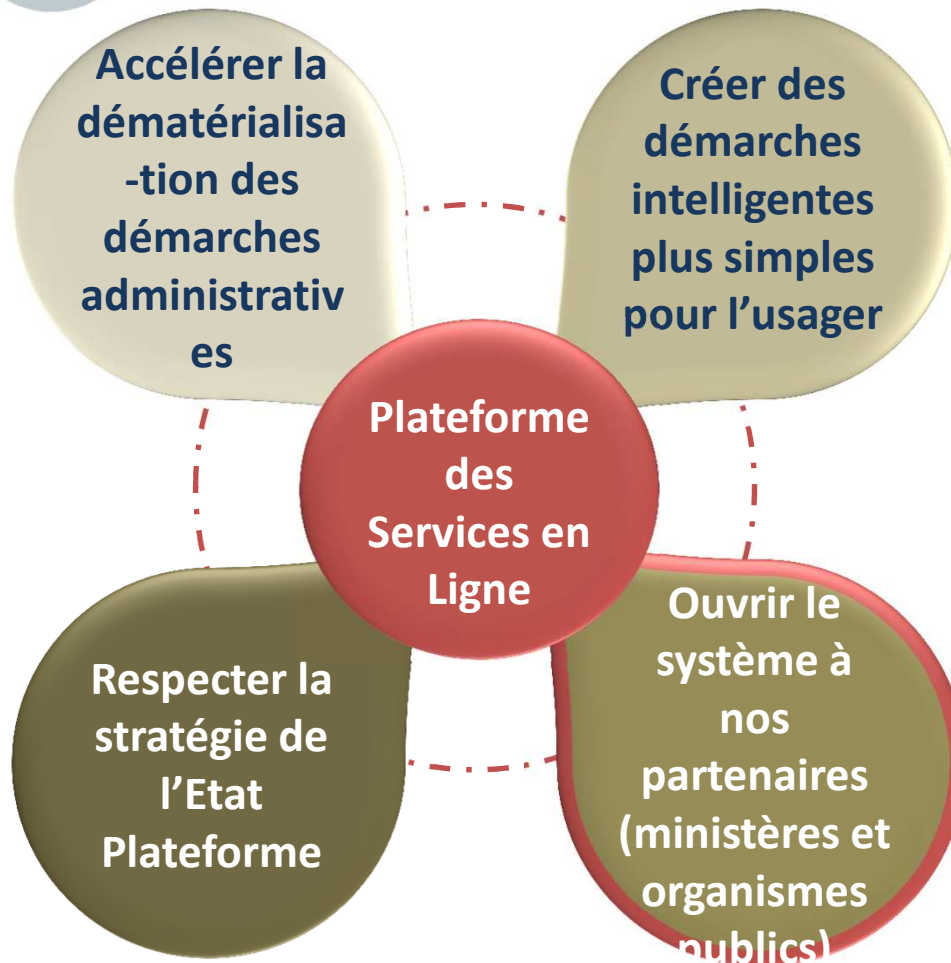 Accélérer la
dématérialisa
-tion des
démarches
administrativ
es
Créer des
démarches
intelligentes
plus simples
pour l’usager
Plateforme
des
Services en
Ligne
Respecter la
stratégie de
l’Etat
Plateforme
Ouvrir le
système à
nos
partenaires
(ministères et
organismes
publics)